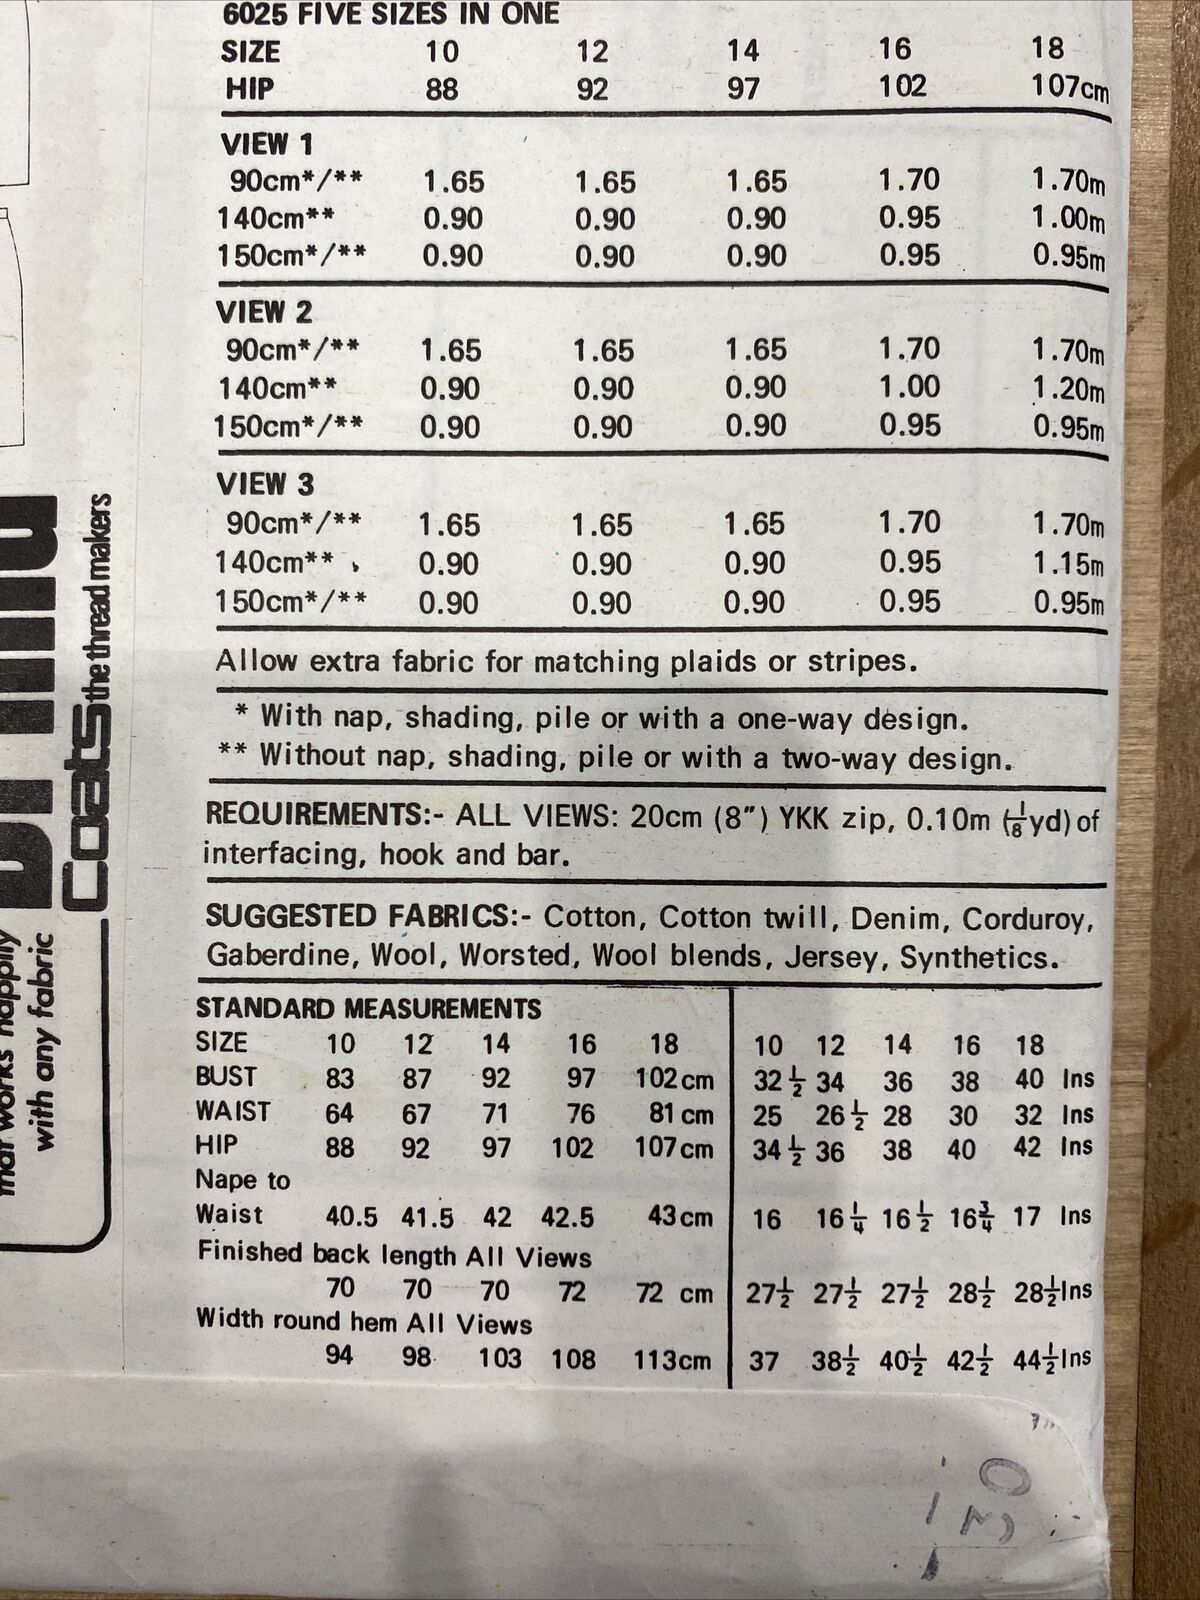 6025 FIVE SIZES IN ONE
SIZE 10 12 14 16 18
HIP 88 92 97 102 107cm
VIEW 1
90cm*/** 1.65 1.65 1.65 1.70 1.70m
140cm** 0.90 0.90 0.90 0.95 1.00m
150cm*/** 0.90 0.90 0.90 0.95 0.95m
VIEW 2
90cm*/** 1.65 1.65 1.65 1.70 1.70m
140cm** 0.90 0.90 0.90 1.00 1.20m
150cm*/** 0.90 0.90 0.90 0.95 0.95m
VIEW 3
90cm*/** 1.65 1.65 1.65 1.70 1.70m
140cm** 0.90 0.90 0.90 0.95 1.15m
150cm*/** 0.90 0.90 0.90 0.95 0.95m
Allow extra fabric for matching plaids or stripes.
* With nap, shading, pile or with a one-way design.
** Without nap, shading, pile or with a two-way design.
REQUIREMENTS:- ALL VIEWS: 20cm (8") YKK zip, 0.10m (⅛yd) of
interfacing, hook and bar.
SUGGESTED FABRICS:- Cotton, Cotton twill, Denim, Corduroy,
Gaberdine, Wool, Worsted, Wool blends, Jersey, Synthetics.
STANDARD MEASUREMENTS
SIZE 10 12 14 16 18 10 12 14 16 18
BUST 83 87 92 97 102cm 32½ 34 36 38 40 Ins
WAIST 64 67 71 76 81cm 25 26½ 28 30 32 Ins
HIP 88 92 97 102 107cm 34½ 36 38 40 42 Ins
Nape to
Waist 40.5 41.5 42 42.5 43cm 16 16¼ 16½ 16¾ 17 Ins
Finished back length All Views
70 70 70 72 72 cm 27½ 27½ 27½ 28½ 28½Ins
Width round hem All Views
94 98 103 108 113cm 37 38½ 40½ 42½ 44½Ins
Coats the thread makers
that works happily
with any fabric